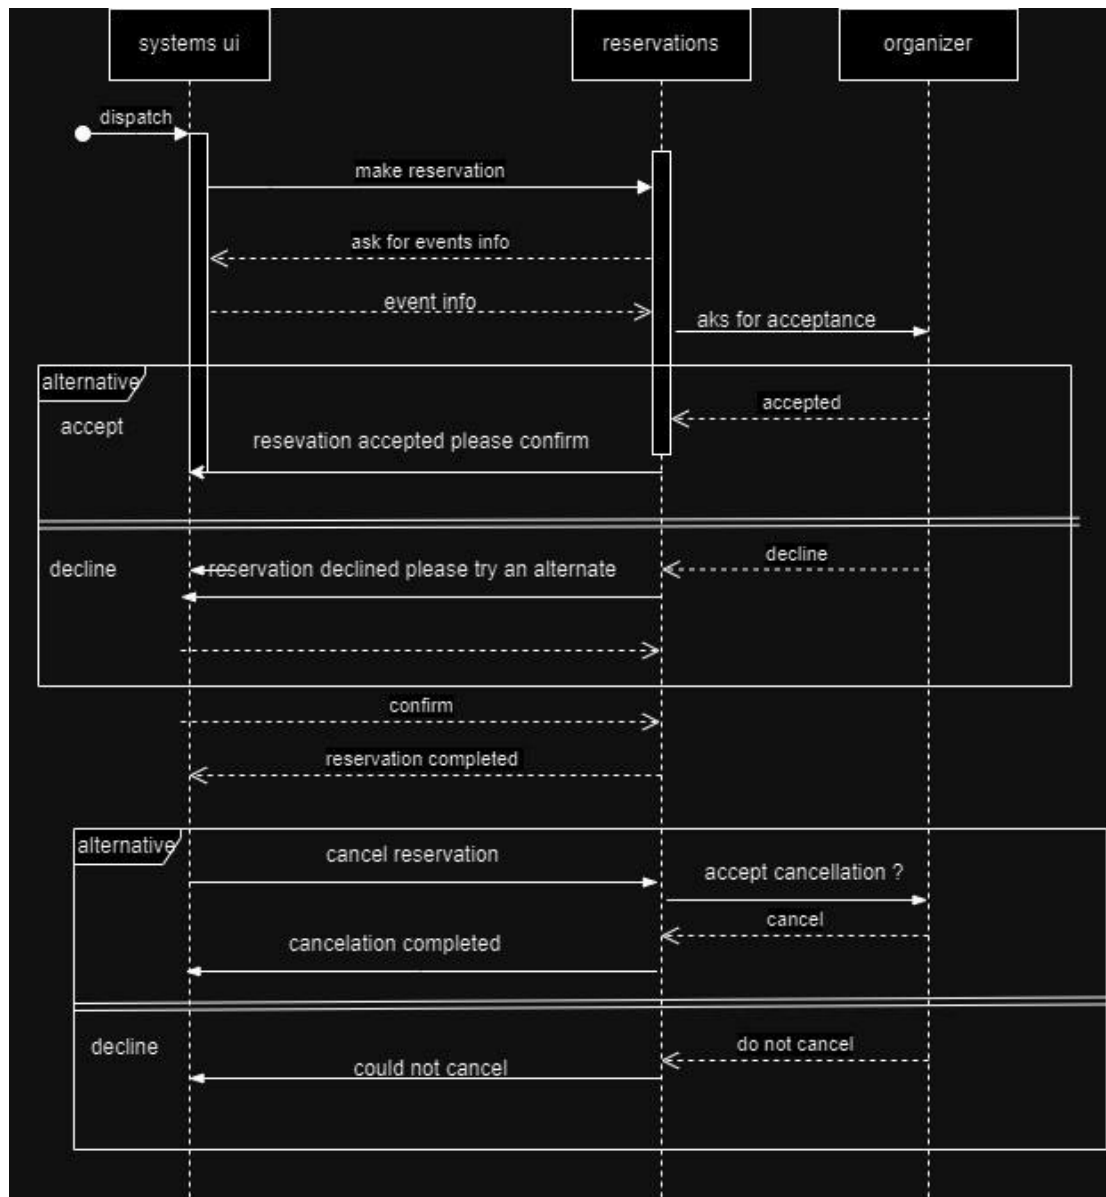 systems ui
reservations
organizer
dispatch
make reservation
ask for events info
event info
aks for acceptance
alternative
accepted
accept
resevation accepted please confirm
decline
decline
reservation declined please try an alternate
confirm
reservation completed
alternative
cancel reservation
accept cancellation ?
cancel
cancelation completed
do not cancel
decline
could not cancel